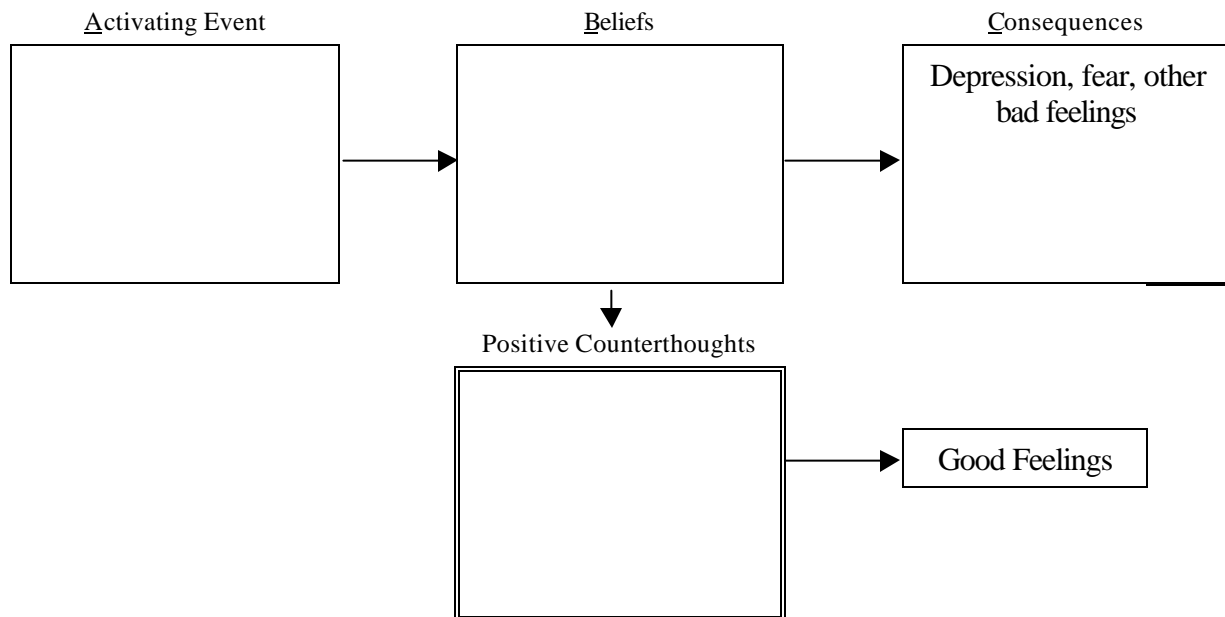 Activating Event
Beliefs
Consequences
Depression, fear, other
bad feelings
Positive Counterthoughts
Good Feelings